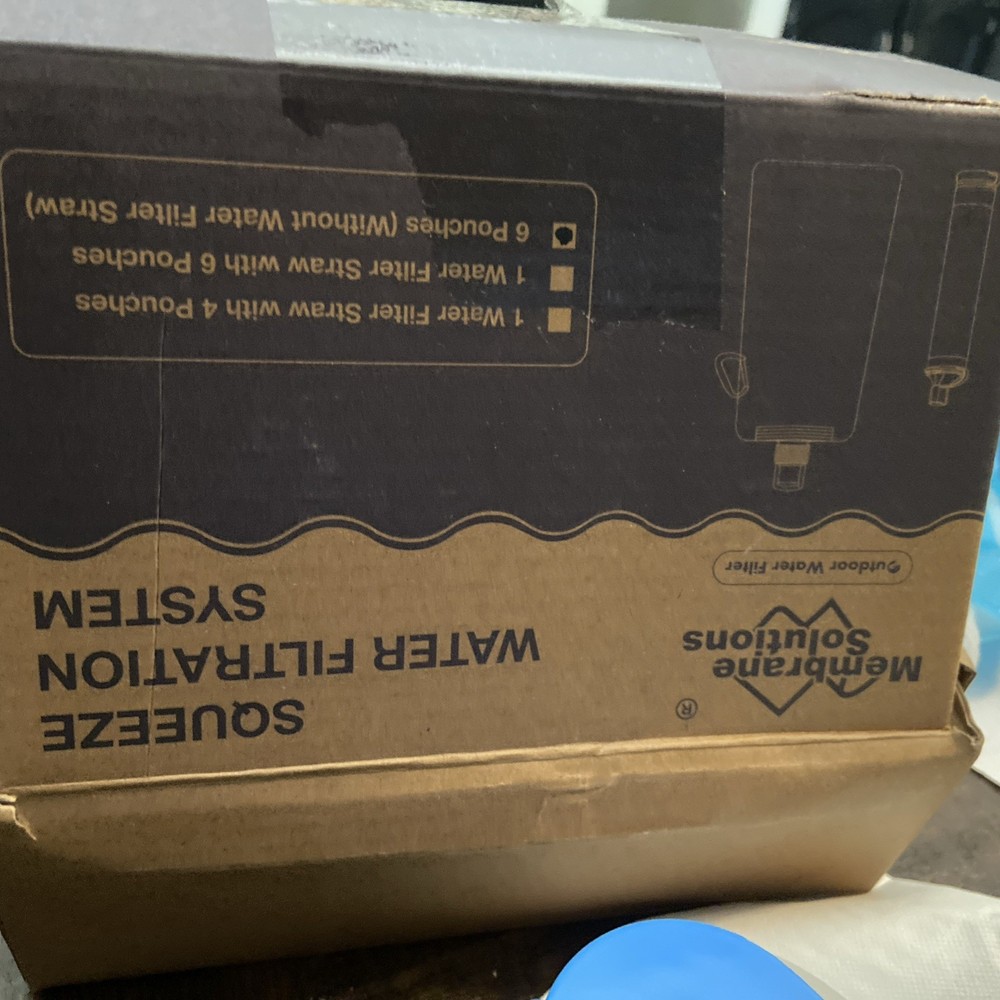 SQUEEZE
WATER FILTRATION
SYSTEM
Membrane
Solutions
®
Outdoor Water Filter
1 Water Filter Straw with 4 Pouches
1 Water Filter Straw with 6 Pouches
6 Pouches (Without Water Filter Straw)